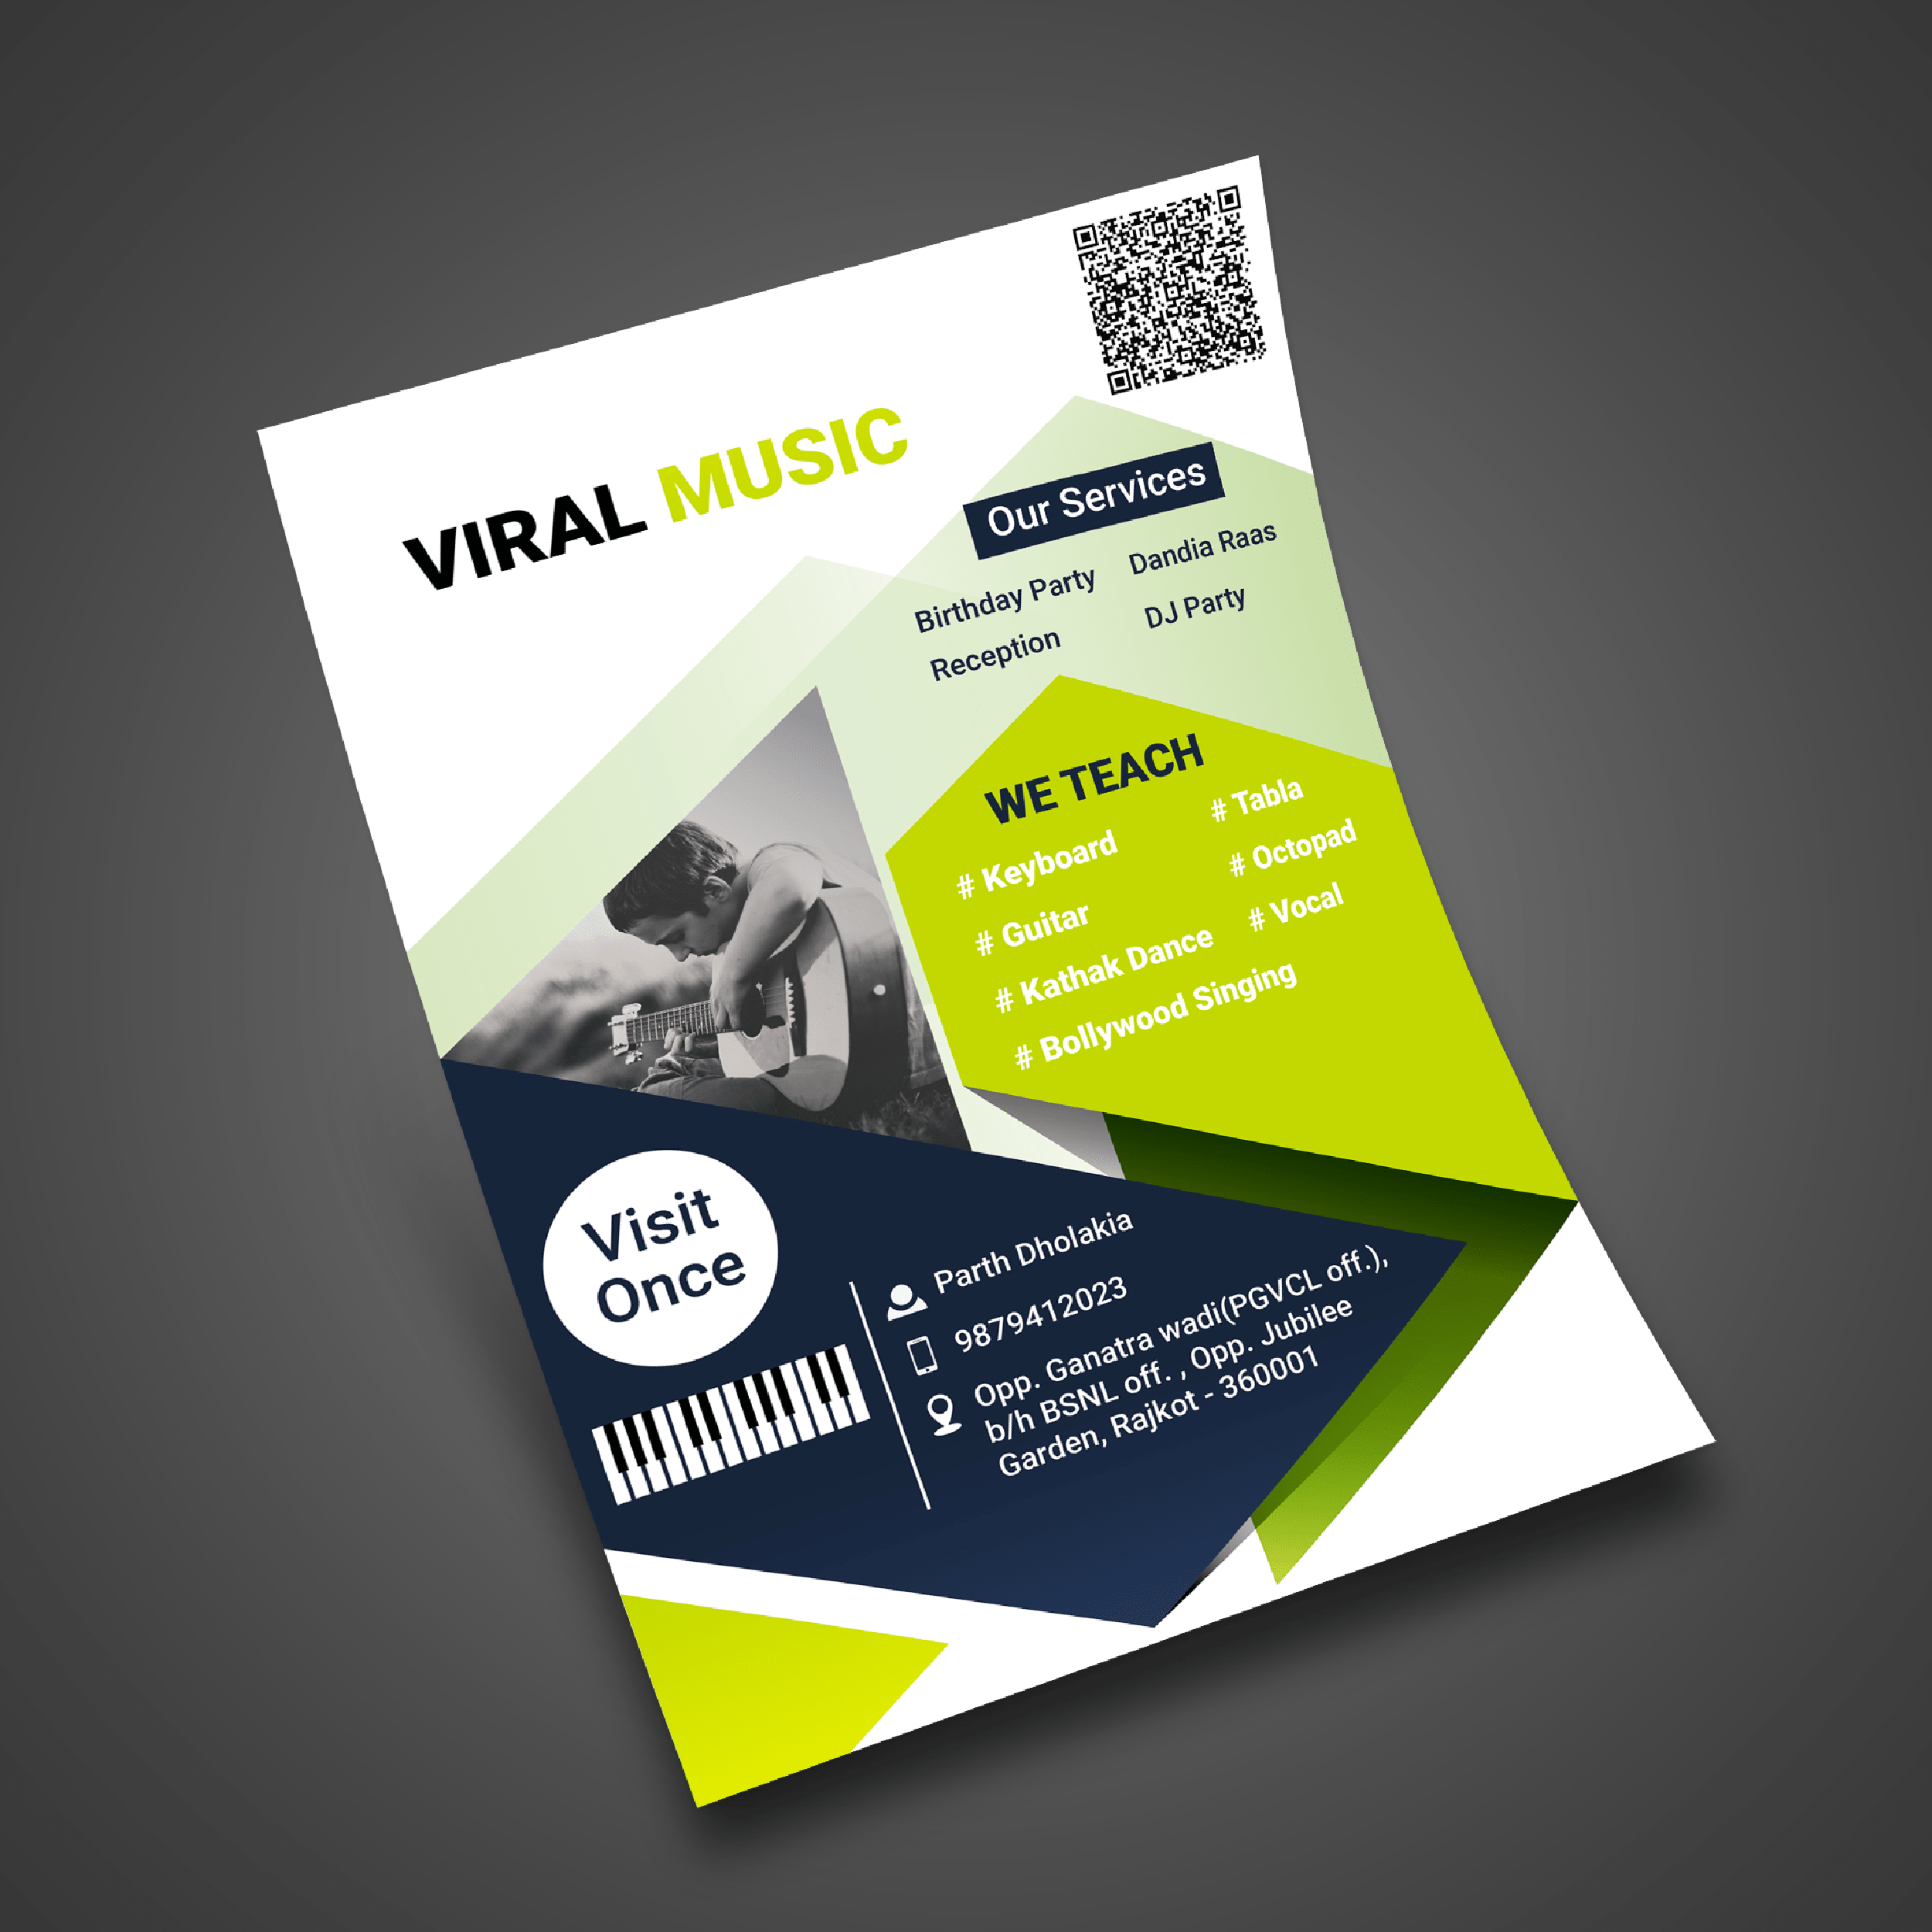 VIRAL MUSIC
Our Services
Birthday Party
Dandia Raas
Reception
DJ Party
WE TEACH
# Keyboard
# Tabla
# Guitar
# Octopad
# Kathak Dance
# Vocal
# Bollywood Singing
Visit
Once
Parth Dholakia
9879412023
Opp. Ganatra wadi(PGVCL off.),
b/h BSNL off. , Opp. Jubilee
Garden, Rajkot - 360001